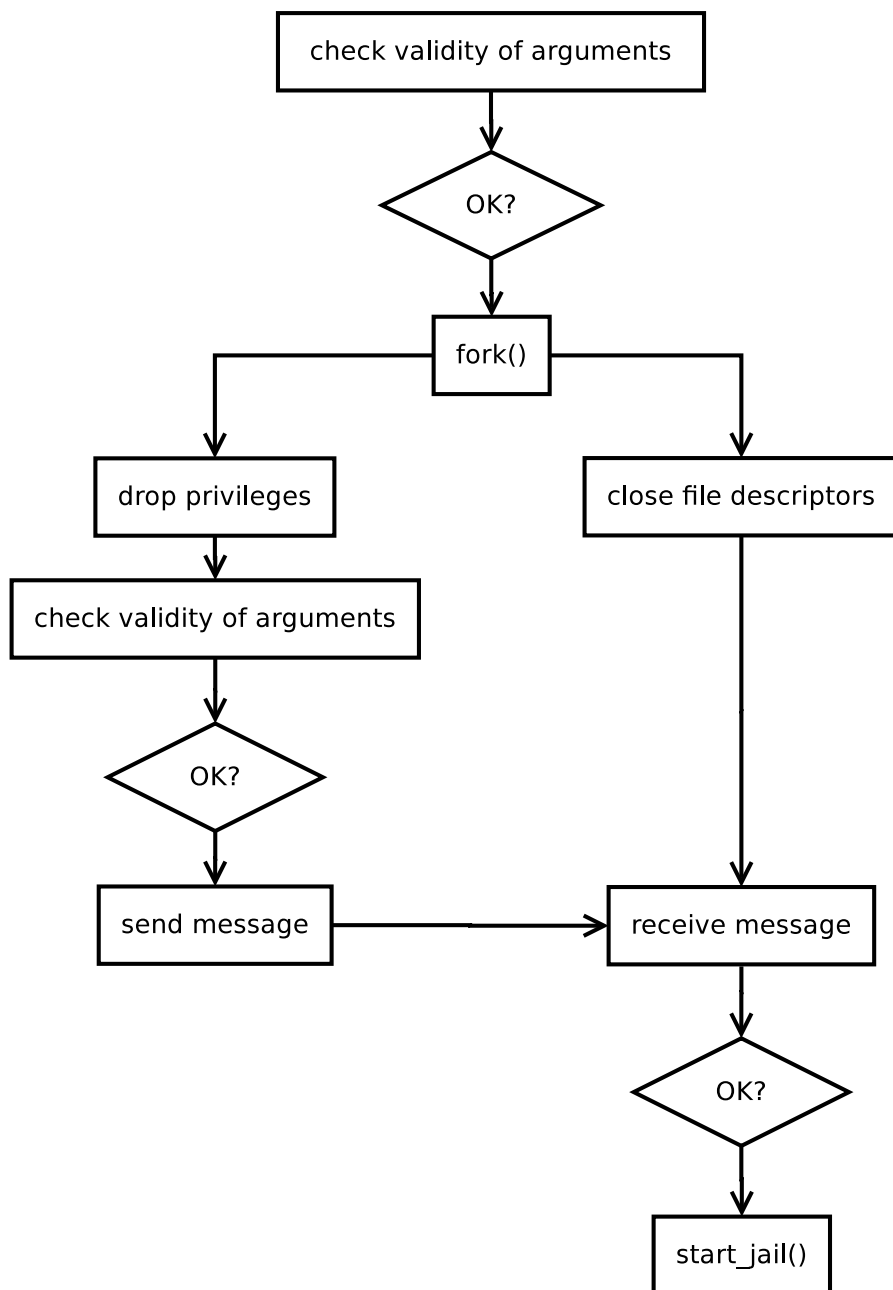 check validity of arguments
OK?
fork()
drop privileges
close file descriptors
check validity of arguments
OK?
send message
receive message
OK?
start_jail()